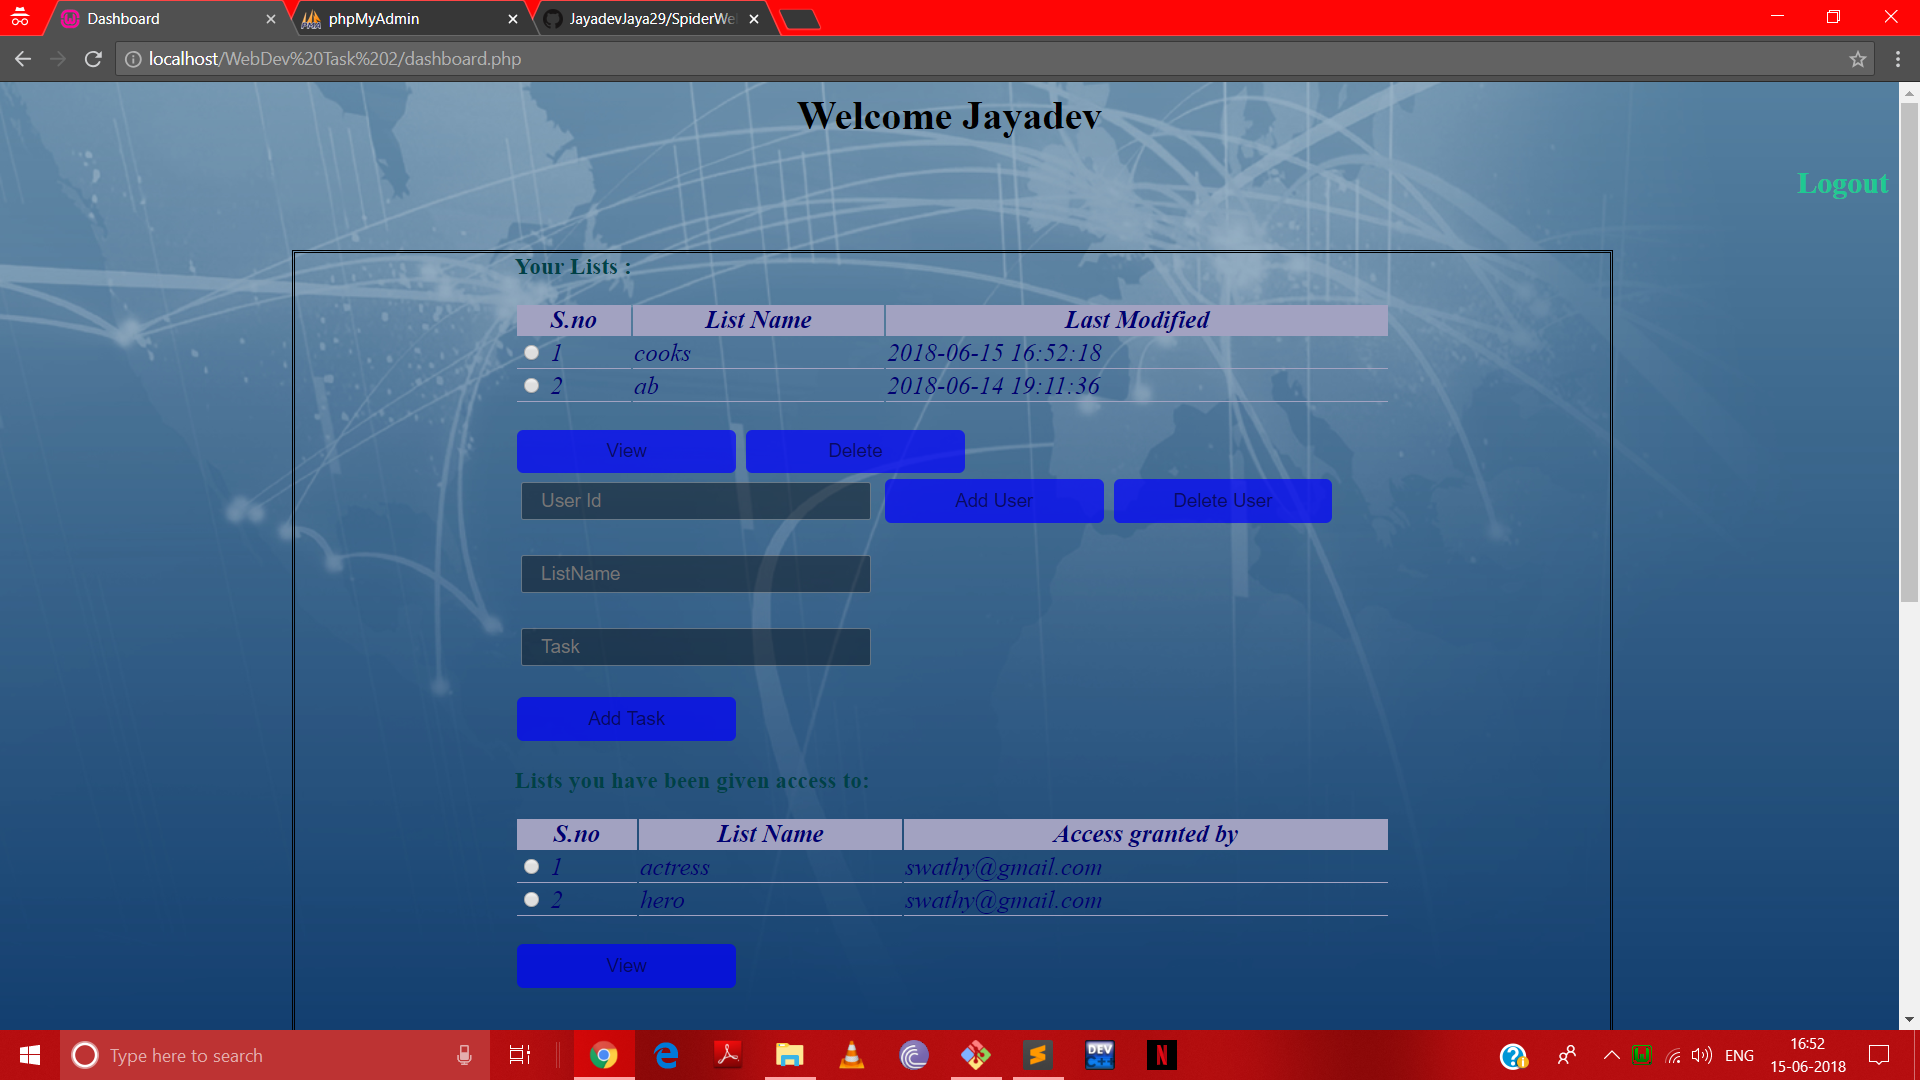 Dashboard
phpMyAdmin
JayadevJaya29/SpiderWe
localhost/WebDev%20Task%202/dashboard.php
Welcome Jayadev
Logout
Your Lists :
S.no List Name Last Modified
1 cooks 2018-06-15 16:52:18
2 ab 2018-06-14 19:11:36
View Delete
User Id Add User Delete User
ListName
Task
Add Task
Lists you have been given access to:
S.no List Name Access granted by
1 actress swathy@gmail.com
2 hero swathy@gmail.com
View
Type here to search
DEV
C++
N
ENG
16:52
15-06-2018